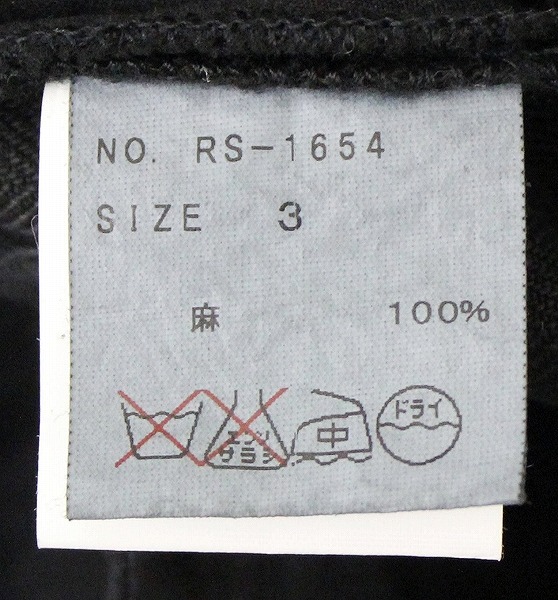 NO. RS-1654
SIZE 3
麻 100%
エンソ
サラシ
中
ドライ